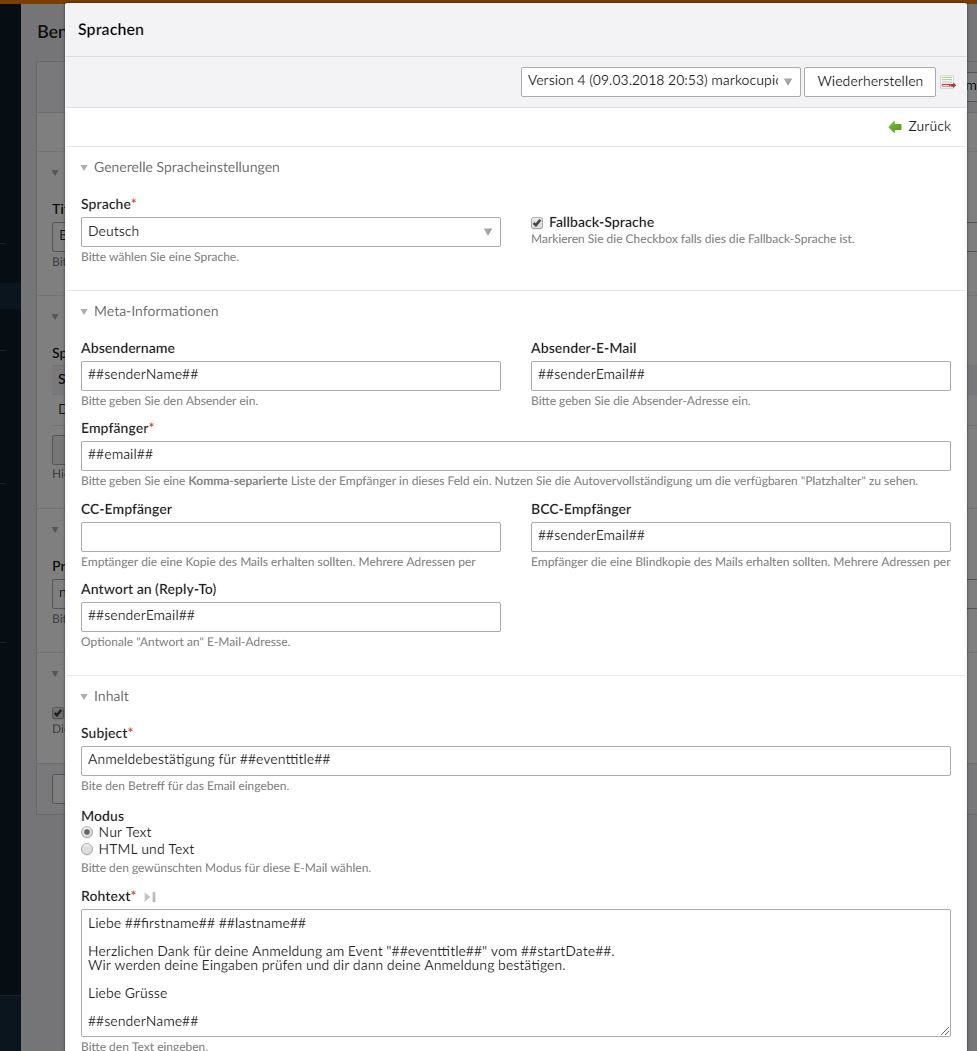 Sprachen
Version 4 (09.03.2018 20:53) markocupic
Wiederherstellen
Zurück
Generelle Spracheinstellungen
Sprache*
Deutsch
Bitte wählen Sie eine Sprache.
Fallback-Sprache
Markieren Sie die Checkbox falls dies die Fallback-Sprache ist.
Meta-Informationen
Absendername
##senderName##
Bitte geben Sie den Absender ein.
Absender-E-Mail
##senderEmail##
Bitte geben Sie die Absender-Adresse ein.
Empfänger*
##email##
Bitte geben Sie eine Komma-separierte Liste der Empfänger in dieses Feld ein. Nutzen Sie die Autovervollständigung um die verfügbaren "Platzhalter" zu sehen.
CC-Empfänger
Emptänger die eine Kopie des Mails erhalten sollten. Mehrere Adressen per
BCC-Empfänger
##senderEmail##
Empfänger die eine Blindkopie des Mails erhalten sollten. Mehrere Adressen per
Antwort an (Reply-To)
##senderEmail##
Optionale "Antwort an" E-Mail-Adresse.
Inhalt
Subject*
Anmeldebestätigung für ##eventtitle##
Bite den Betreff für das Email eingeben.
Modus
Nur Text
HTML und Text
Bitte den gewünschten Modus für diese E-Mail wählen.
Rohtext*
Liebe ##firstname## ##lastname##
Herzlichen Dank für deine Anmeldung am Event "##eventtitle##" vom ##startDate##.
Wir werden deine Eingaben prüfen und dir dann deine Anmeldung bestätigen.
Liebe Grüsse
##senderName##
Bitte den Text eingeben.